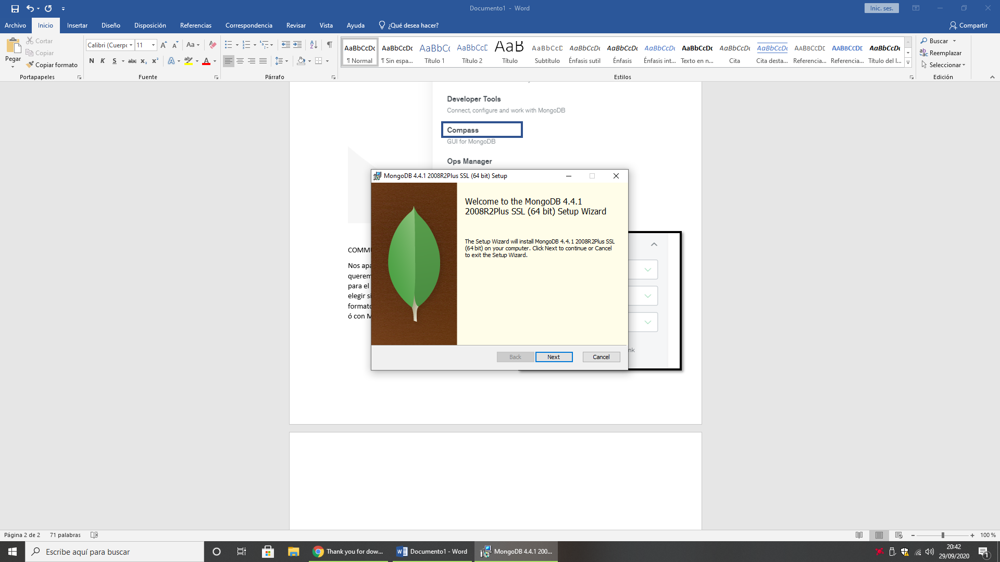 Documento1 - Word
Inic. ses.
Archivo Inicio Insertar Diseño Disposición Referencias Correspondencia Revisar Vista Ayuda ¿Qué desea hacer? Compartir
Pegar
Cortar
Copiar
Copiar formato
Portapapeles
Calibri (Cuerpo 11
N K S abc x₂ x²
Fuente
Párrafo
AaBbCcDc AaBbCcDc AaBbCc AaBbCcD AaB AaBbCcD AaBbCcDc AaBbCcDc AaBbCcDc AaBbCcDc AaBbCcDc AaBbCcDc AABBCCDE AABBCCDE AaBbCcDc
¶ Normal ¶ Sin espa... Título 1 Título 2 Título Subtítulo Énfasis sutil Énfasis Énfasis int... Texto en n... Cita Cita desta... Referencia... Referencia... Título del l...
Estilos
Buscar
Reemplazar
Seleccionar
Edición
Developer Tools
Connect, configure and work with MongoDB
Compass
GUI for MongoDB
Ops Manager
MongoDB 4.4.1 2008R2Plus SSL (64 bit) Setup
Welcome to the MongoDB 4.4.1
2008R2Plus SSL (64 bit) Setup Wizard
The Setup Wizard will install MongoDB 4.4.1 2008R2Plus SSL
(64 bit) on your computer. Click Next to continue or Cancel
to exit the Setup Wizard.
Back Next Cancel
COMMU
Nos apa
querem
para el
elegir si
formato
ó con M
nk
Página 2 de 2 71 palabras
100 %
Escribe aquí para buscar
Thank you for dow...
Documento1 - Word
MongoDB 4.4.1 200...
20:42
29/09/2020
1